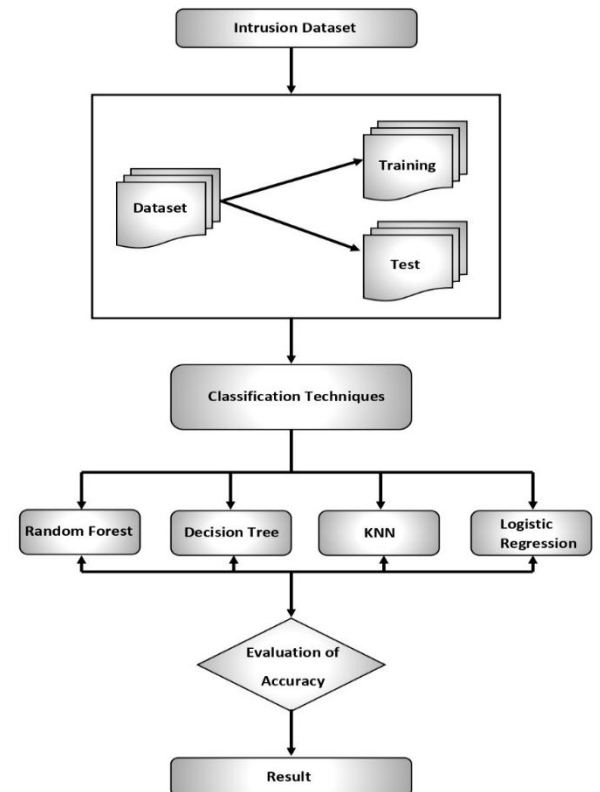 Intrusion Dataset
Training
Dataset
Test
Classification Techniques
Random Forest
Decision Tree
KNN
Logistic
Regression
Evaluation of
Accuracy
Result